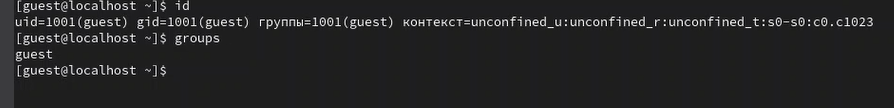 [guest@localhost ~]$ id
uid=1001(guest) gid=1001(guest) группы=1001(guest) контекст=unconfined_u:unconfined_r:unconfined_t:s0-s0:c0.c1023
[guest@localhost ~]$ groups
guest
[guest@localhost ~]$